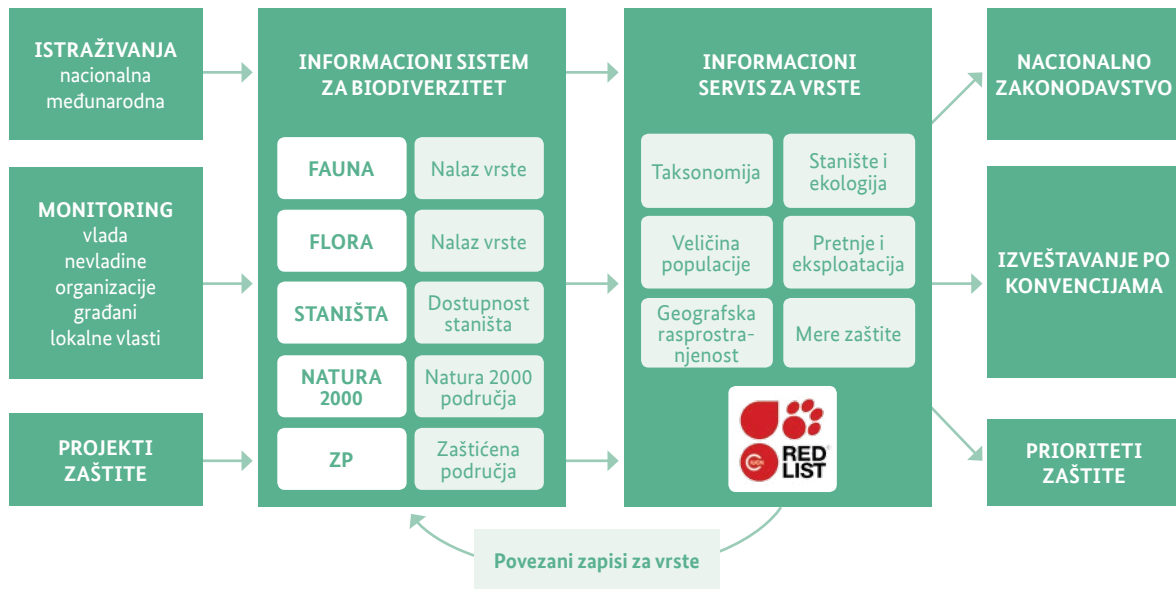 ISTRAŽIVANJA
nacionalna
međunarodna
MONITORING
vlada
nevladine
organizacije
građani
lokalne vlasti
PROJEKTI
ZAŠTITE
INFORMACIONI SISTEM
ZA BIODIVERZITET
FAUNA
Nalaz vrste
FLORA
Nalaz vrste
STANIŠTA
Dostupnost
staništa
NATURA
2000
Natura 2000
područja
ZP
Zaštićena
područja
INFORMACIONI
SERVIS ZA VRSTE
Taksonomija
Stanište i
ekologija
Veličina
populacije
Pretnje i
eksploatacija
Geografska
rasprostra-
njenost
Mere zaštite
IUCN
RED
LIST
NACIONALNO
ZAKONODAVSTVO
IZVEŠTAVANJE PO
KONVENCIJAMA
PRIORITETI
ZAŠTITE
Povezani zapisi za vrste